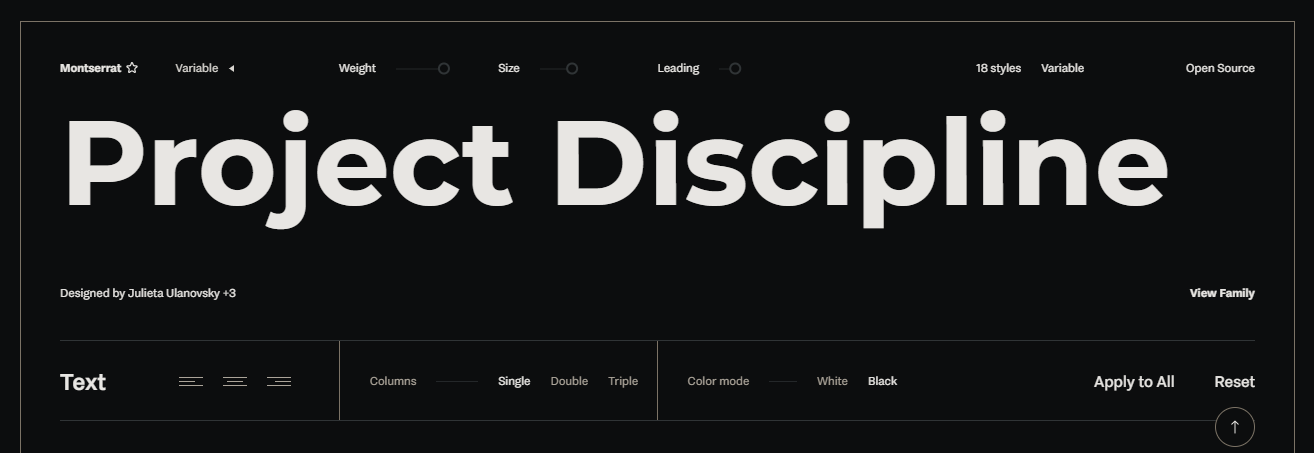 Montserrat Variable Weight Size Leading 18 styles Variable Open Source
Project Discipline
Designed by Julieta Ulanovsky +3 View Family
Text Columns Single Double Triple Color mode White Black Apply to All Reset